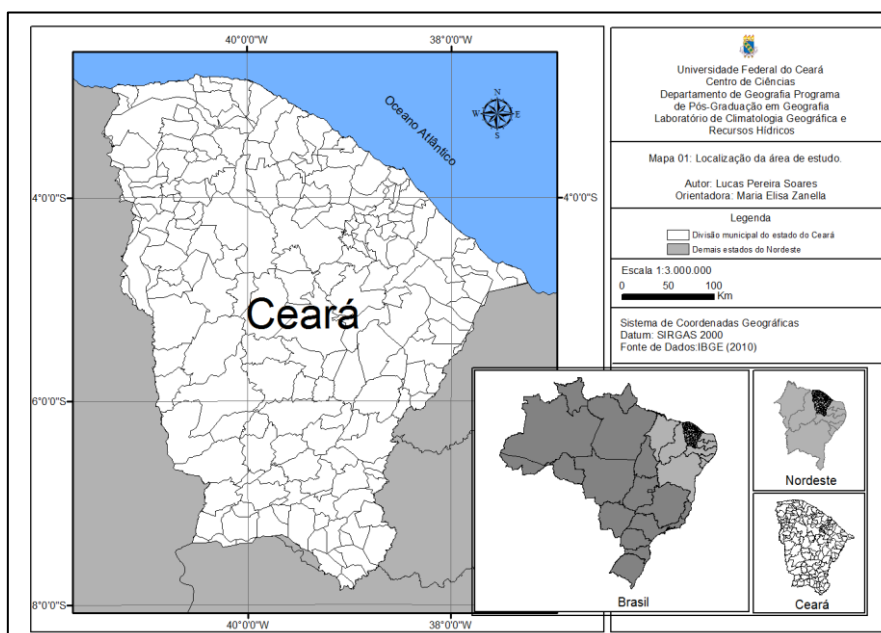 40°0'0"W
38°0'0"W
Oceano Atlântico
N
W
E
S
4°0'0"S
4°0'0"S
Ceará
6°0'0"S
8°0'0"S
40°0'0"W
38°0'0"W
Universidade Federal do Ceará
Centro de Ciências
Departamento de Geografia Programa
de Pós-Graduação em Geografia
Laboratório de Climatologia Geográfica e
Recursos Hídricos
Mapa 01: Localização da área de estudo.
Autor: Lucas Pereira Soares
Orientadora: Maria Elisa Zanella
Legenda
Divisão municipal do estado do Ceará
Demais estados do Nordeste
Escala 1:3.000.000
0 50 100
Km
Sistema de Coordenadas Geográficas
Datum: SIRGAS 2000
Fonte de Dados:IBGE (2010)
Brasil
Nordeste
Ceará